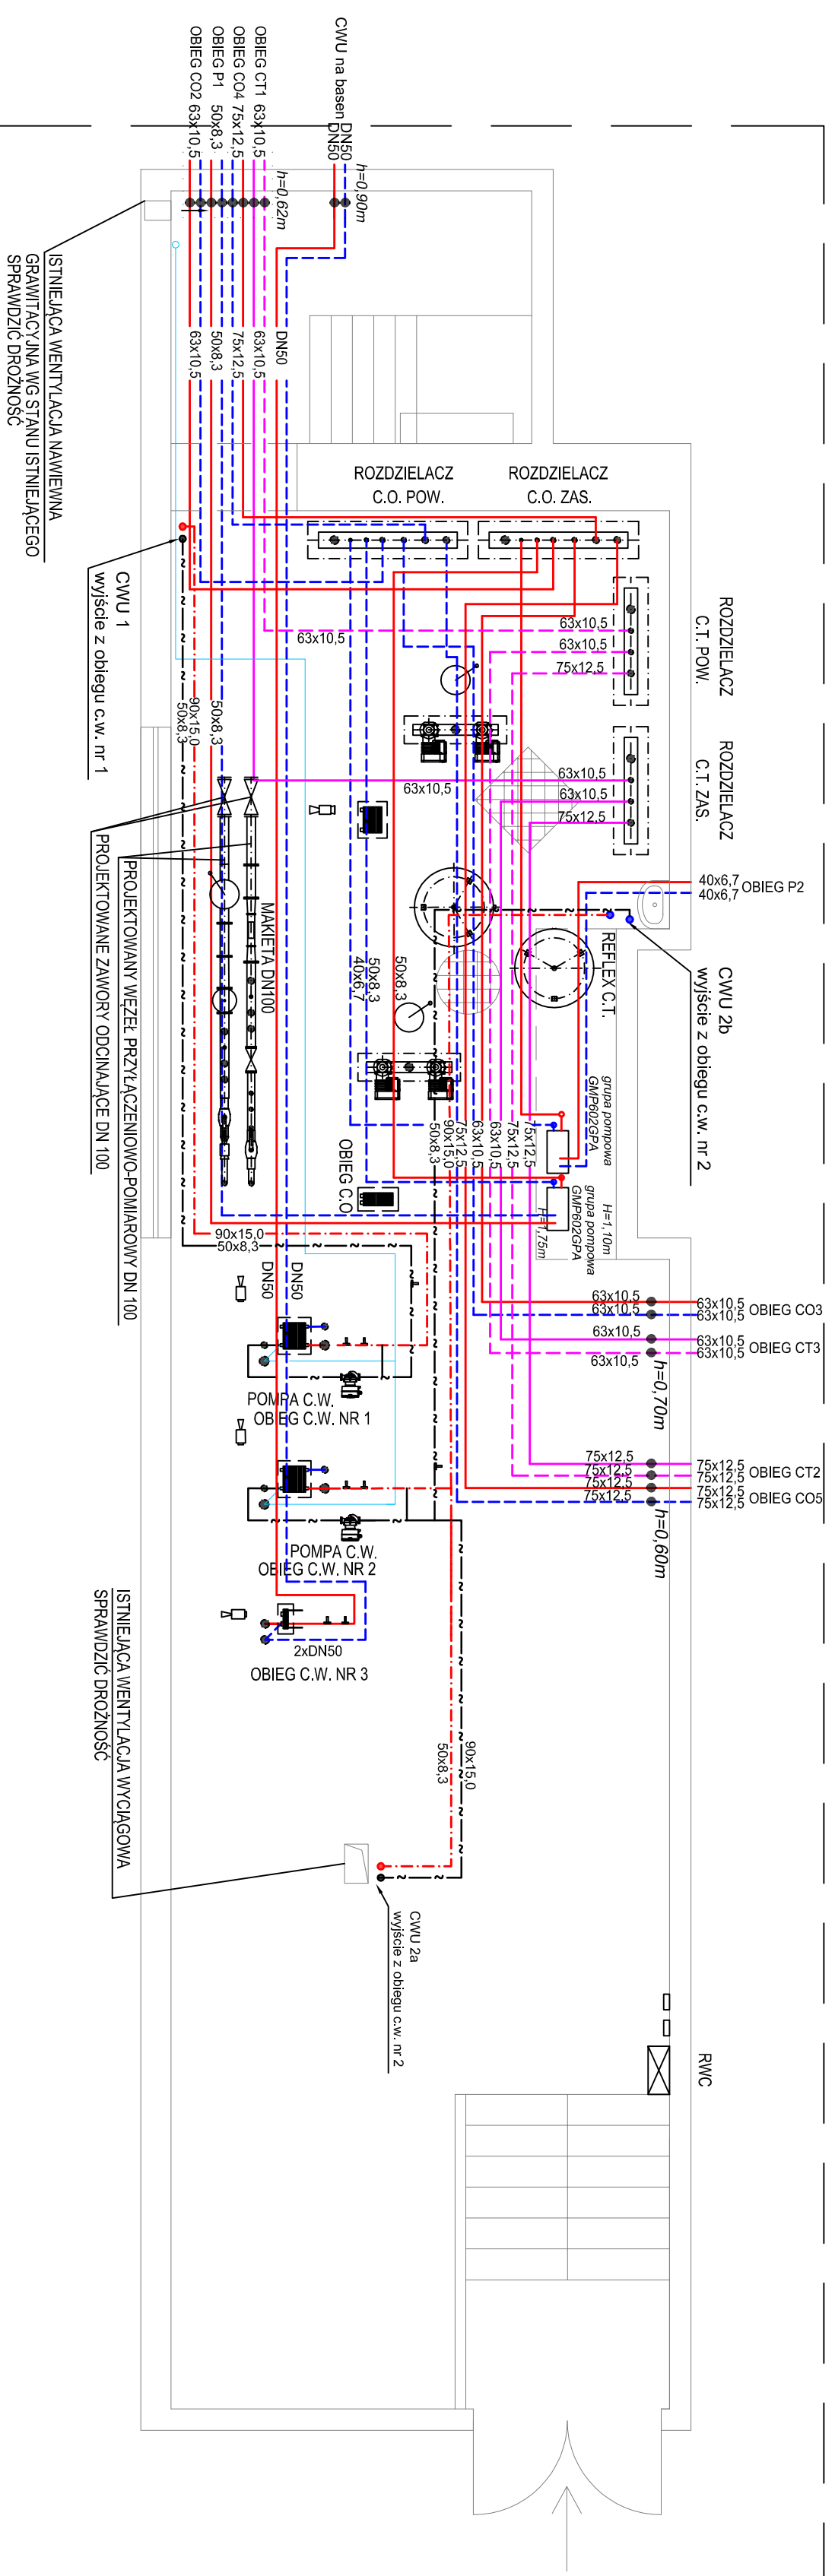 CWU na basen DN50
DN50
h=0,90m
OBIEG CT1 63x10,5
OBIEG CO4 75x12,5
OBIEG P1 50x8,3
OBIEG CO2 63x10,5
h=0,62m
DN50
63x10,5
75x12,5
50x8,3
63x10,5
ISTNIEJĄCA WENTYLACJA NAWIEWNA
GRAWITACYJNA WG STANU ISTNIEJĄCEGO
SPRAWDZIĆ DROŻNOŚĆ
ROZDZIELACZ
C.O. POW.
ROZDZIELACZ
C.O. ZAS.
ROZDZIELACZ
C.T. POW.
ROZDZIELACZ
C.T. ZAS.
63x10,5
63x10,5
75x12,5
63x10,5
63x10,5
63x10,5
75x12,5
63x10,5
CWU 1
wyjście z obiegu c.w. nr 1
50x8,3
90x15,0
50x8,3
PROJEKTOWANY WĘZEŁ PRZYŁĄCZENIOWO-POMIAROWY DN 100
PROJEKTOWANE ZAWORY ODCINAJĄCE DN 100
MAKIETA DN100
50x8,3
50x8,3
40x6,7
REFLEX C.T.
40x6,7
40x6,7
OBIEG P2
CWU 2b
wyjście z obiegu c.w. nr 2
grupa pompowa
GMP602GPA
H=1,10m
grupa pompowa
GMP602GPA
H=1,75m
75x12,5
75x12,5
63x10,5
63x10,5
75x12,5
90x15,0
50x8,3
OBIEG C.O
90x15,0
50x8,3
DN50
DN50
63x10,5
63x10,5
63x10,5
63x10,5
63x10,5
63x10,5
OBIEG CO3
63x10,5
63x10,5
OBIEG CT3
h=0,70m
POMPA C.W.
OBIEG C.W. NR 1
75x12,5
75x12,5
75x12,5
75x12,5
75x12,5
75x12,5
OBIEG CT2
75x12,5
75x12,5
OBIEG CO5
h=0,60m
POMPA C.W.
OBIEG C.W. NR 2
2xDN50
OBIEG C.W. NR 3
ISTNIEJĄCA WENTYLACJA WYCIĄGOWA
SPRAWDZIĆ DROŻNOŚĆ
90x15,0
50x8,3
CWU 2a
wyjście z obiegu c.w. nr 2
RWC